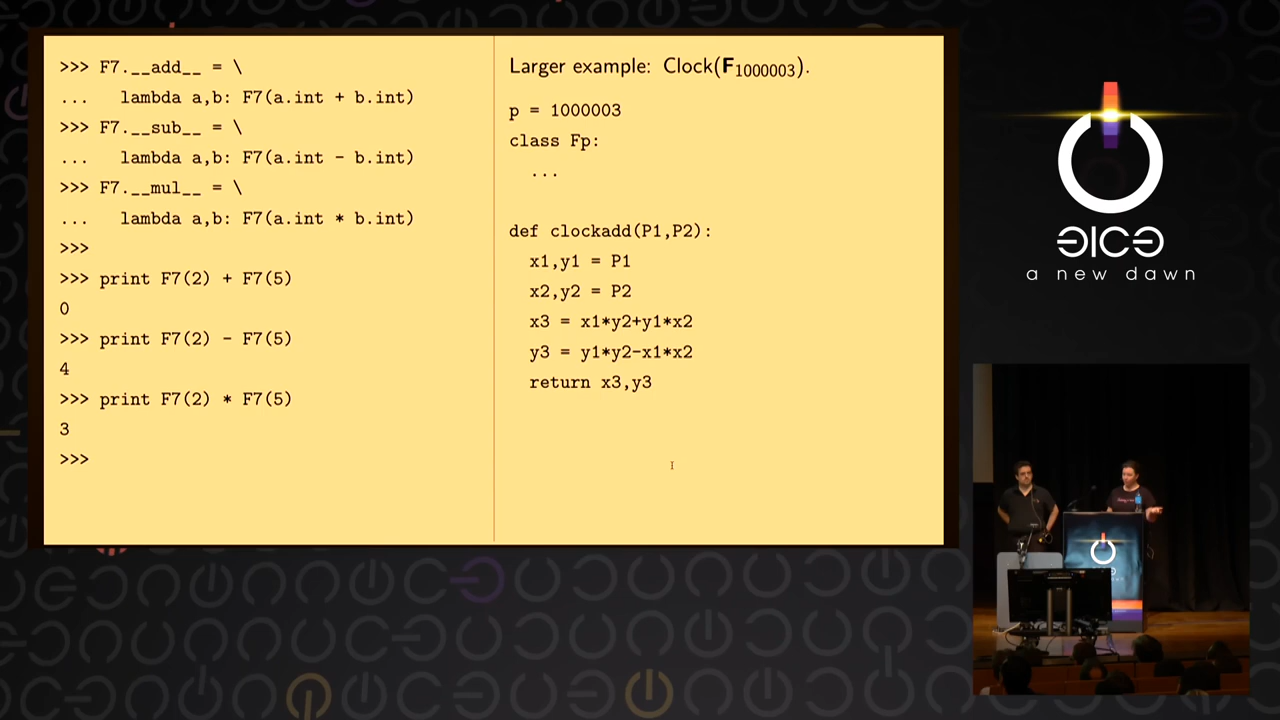 >>> F7.__add__ = \
... lambda a,b: F7(a.int + b.int)
>>> F7.__sub__ = \
... lambda a,b: F7(a.int - b.int)
>>> F7.__mul__ = \
... lambda a,b: F7(a.int * b.int)
>>>
>>> print F7(2) + F7(5)
0
>>> print F7(2) - F7(5)
4
>>> print F7(2) * F7(5)
3
>>>
Larger example: Clock(F1000003).
p = 1000003
class Fp:
...
def clockadd(P1,P2):
x1,y1 = P1
x2,y2 = P2
x3 = x1*y2+y1*x2
y3 = y1*y2-x1*x2
return x3,y3
a new dawn